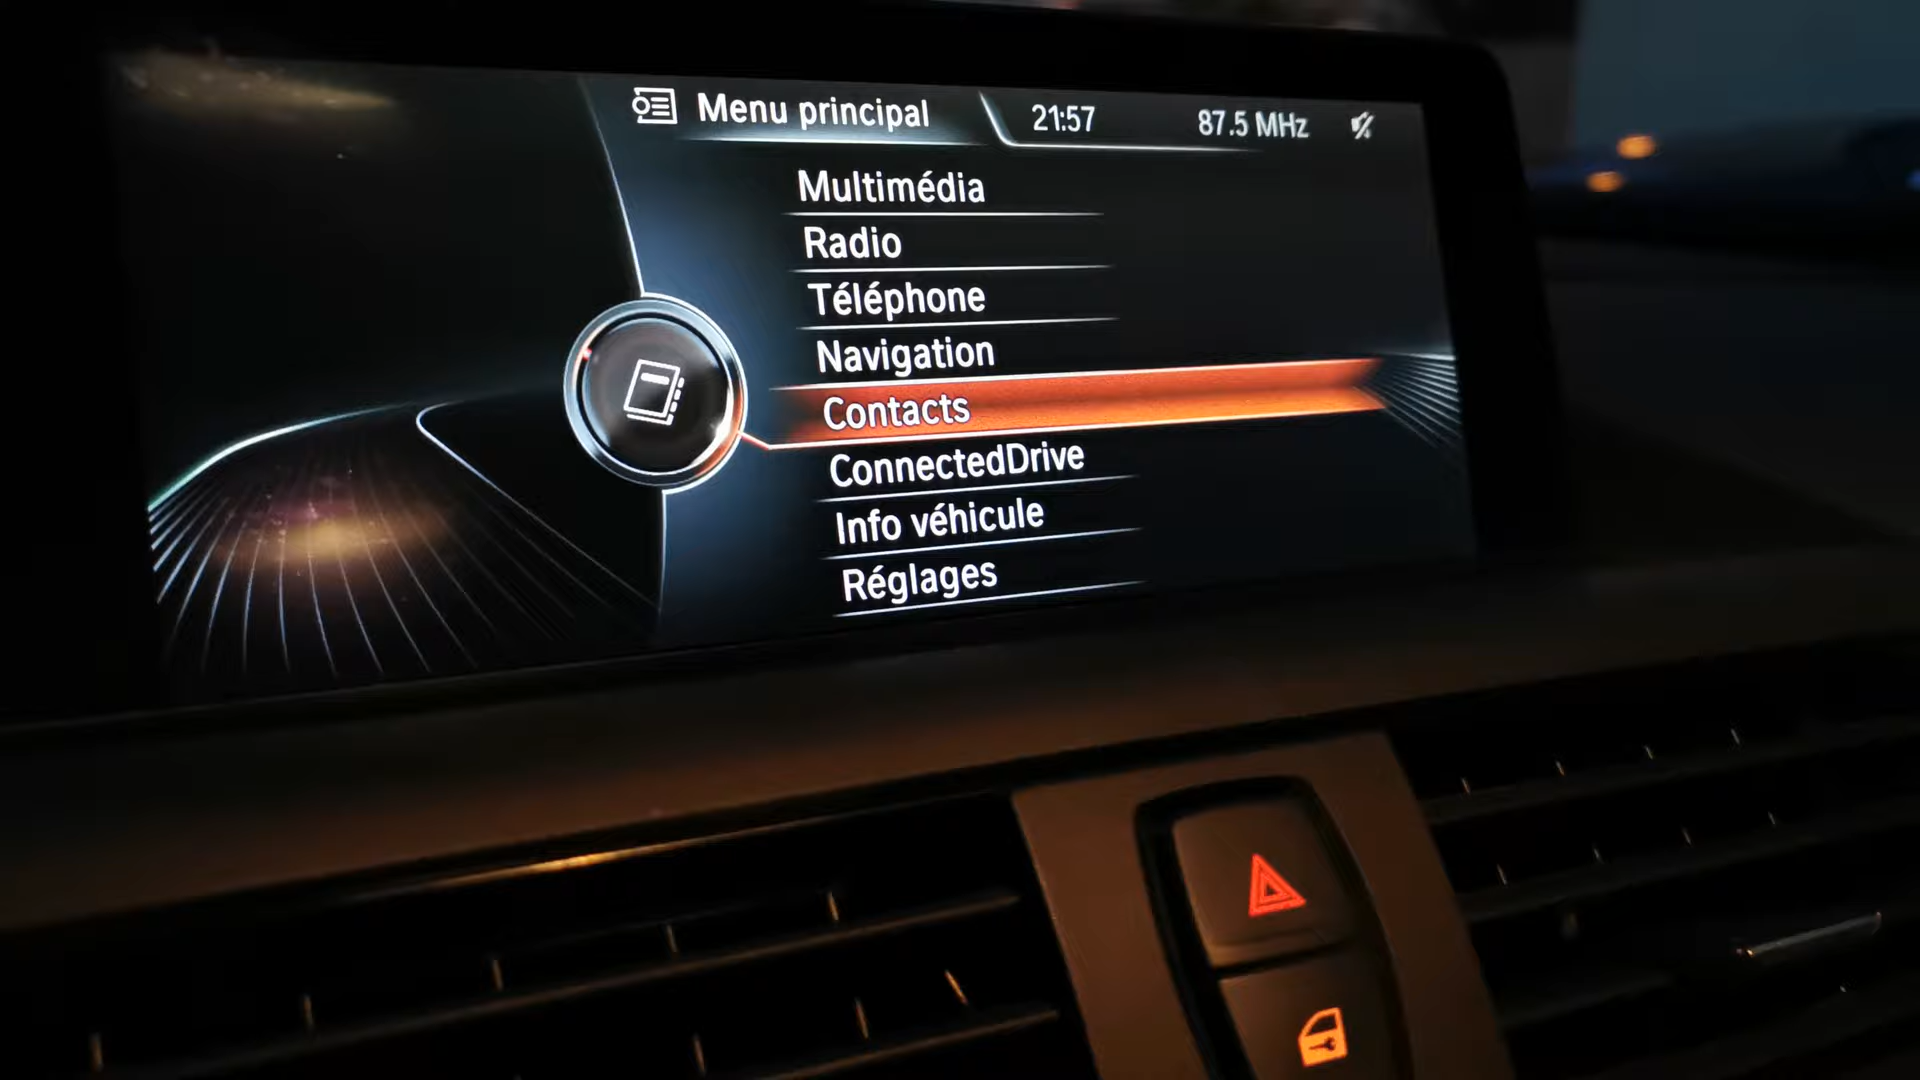 Menu principal 21:57 87.5 MHz
Multimédia
Radio
Téléphone
Navigation
Contacts
ConnectedDrive
Info véhicule
Réglages